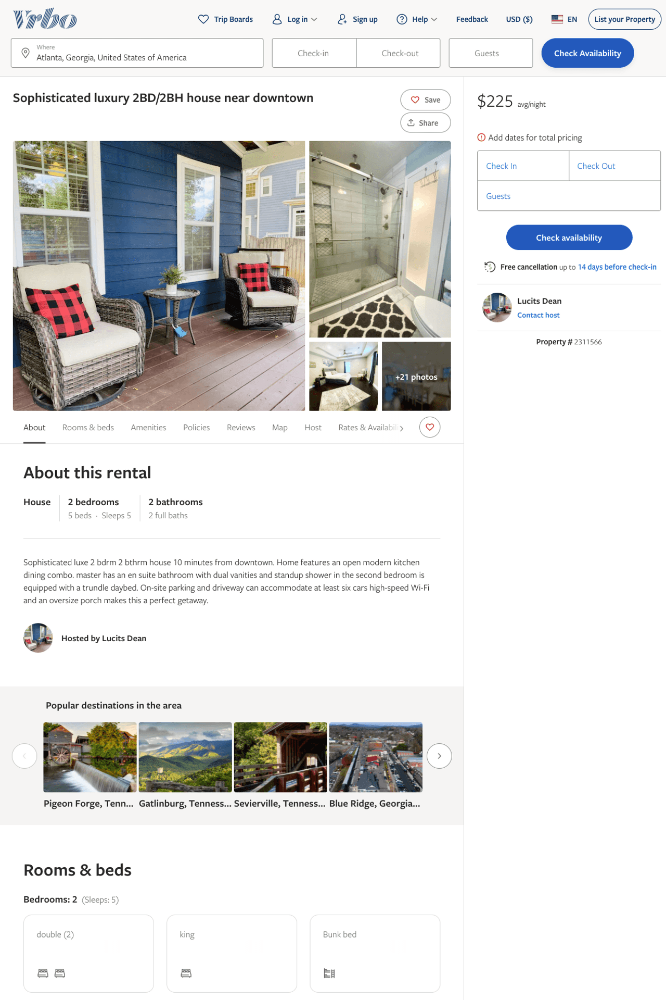 Vrbo
Trip Boards
Log in
Sign up
Help
Feedback
USD ($)
EN
List your Property
Where
Atlanta, Georgia, United States of America
Check-in
Check-out
Guests
Check Availability
Sophisticated luxury 2BD/2BH house near downtown
Save
Share
+21 photos
$225 avg/night
Add dates for total pricing
Check In
Check Out
Guests
Check availability
Free cancellation up to 14 days before check-in
Lucits Dean
Contact host
Property # 2311566
About
Rooms & beds
Amenities
Policies
Reviews
Map
Host
Rates & Availabili
About this rental
House
2 bedrooms
5 beds · Sleeps 5
2 bathrooms
2 full baths
Sophisticated luxe 2 bdrm 2 bthrm house 10 minutes from downtown. Home features an open modern kitchen
dining combo. master has an en suite bathroom with dual vanities and standup shower in the second bedroom is
equipped with a trundle daybed. On-site parking and driveway can accommodate at least six cars high-speed Wi-Fi
and an oversize porch makes this a perfect getaway.
Hosted by Lucits Dean
Popular destinations in the area
Pigeon Forge, Tenn...
Gatlinburg, Tenness...
Sevierville, Tenness...
Blue Ridge, Georgia...
Rooms & beds
Bedrooms: 2 (Sleeps: 5)
double (2)
king
Bunk bed